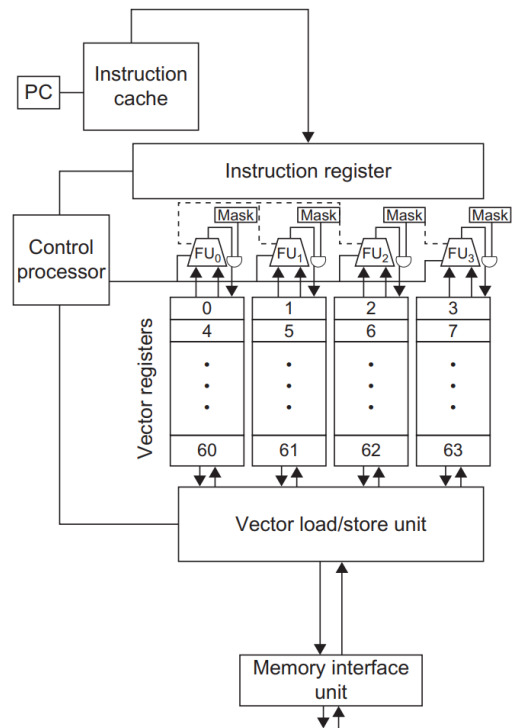 Instruction
cache
PC
Instruction register
Mask Mask Mask Mask
FU0 FU1 FU2 FU3
Control
processor
Vector registers
0 1 2 3
4 5 6 7
60 61 62 63
Vector load/store unit
Memory interface
unit